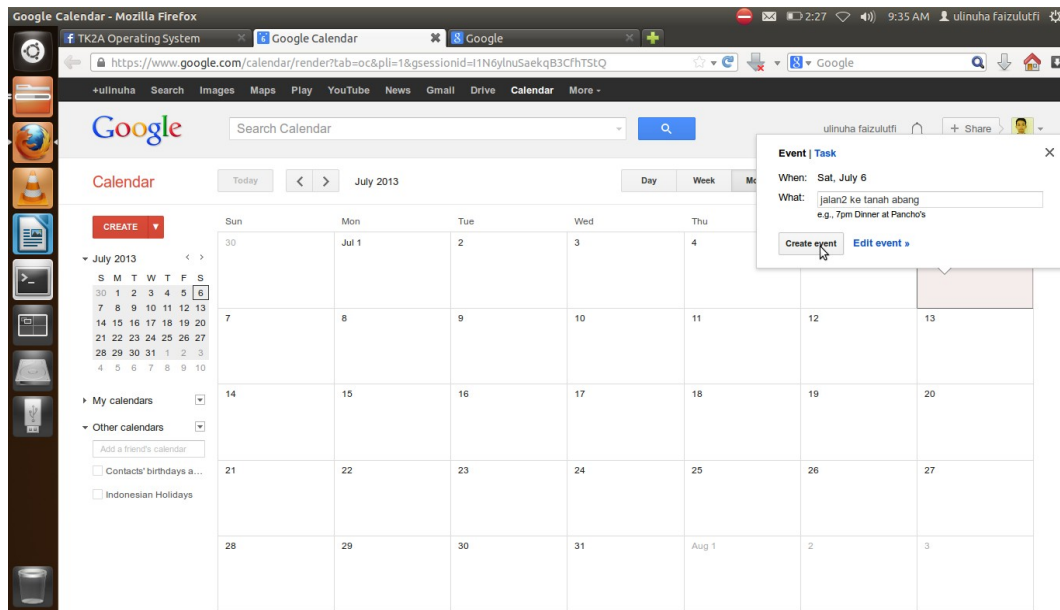 Google Calendar - Mozilla Firefox
2:27 9:35 AM ulinuha faizulutfi
TK2A Operating System Google Calendar Google
https://www.google.com/calendar/render?tab=oc&pli=1&gsessionid=I1N6ylnuSaekqB3CfhTStQ Google
+ulinuha Search Images Maps Play YouTube News Gmail Drive Calendar More
Google Search Calendar ulinuha faizulutfi + Share
Event | Task
When: Sat, July 6
What: jalan2 ke tanah abang
e.g., 7pm Dinner at Pancho's
Create event Edit event »
Calendar Today < > July 2013 Day Week
CREATE
July 2013 < >
S M T W T F S
30 1 2 3 4 5 6
7 8 9 10 11 12 13
14 15 16 17 18 19 20
21 22 23 24 25 26 27
28 29 30 31 1 2 3
4 5 6 7 8 9 10
My calendars
Other calendars
Add a friend's calendar
Contacts' birthdays a...
Indonesian Holidays
Sun Mon Tue Wed Thu
30 Jul 1 2 3 4
7 8 9 10 11 12 13
14 15 16 17 18 19 20
21 22 23 24 25 26 27
28 29 30 31 Aug 1 2 3